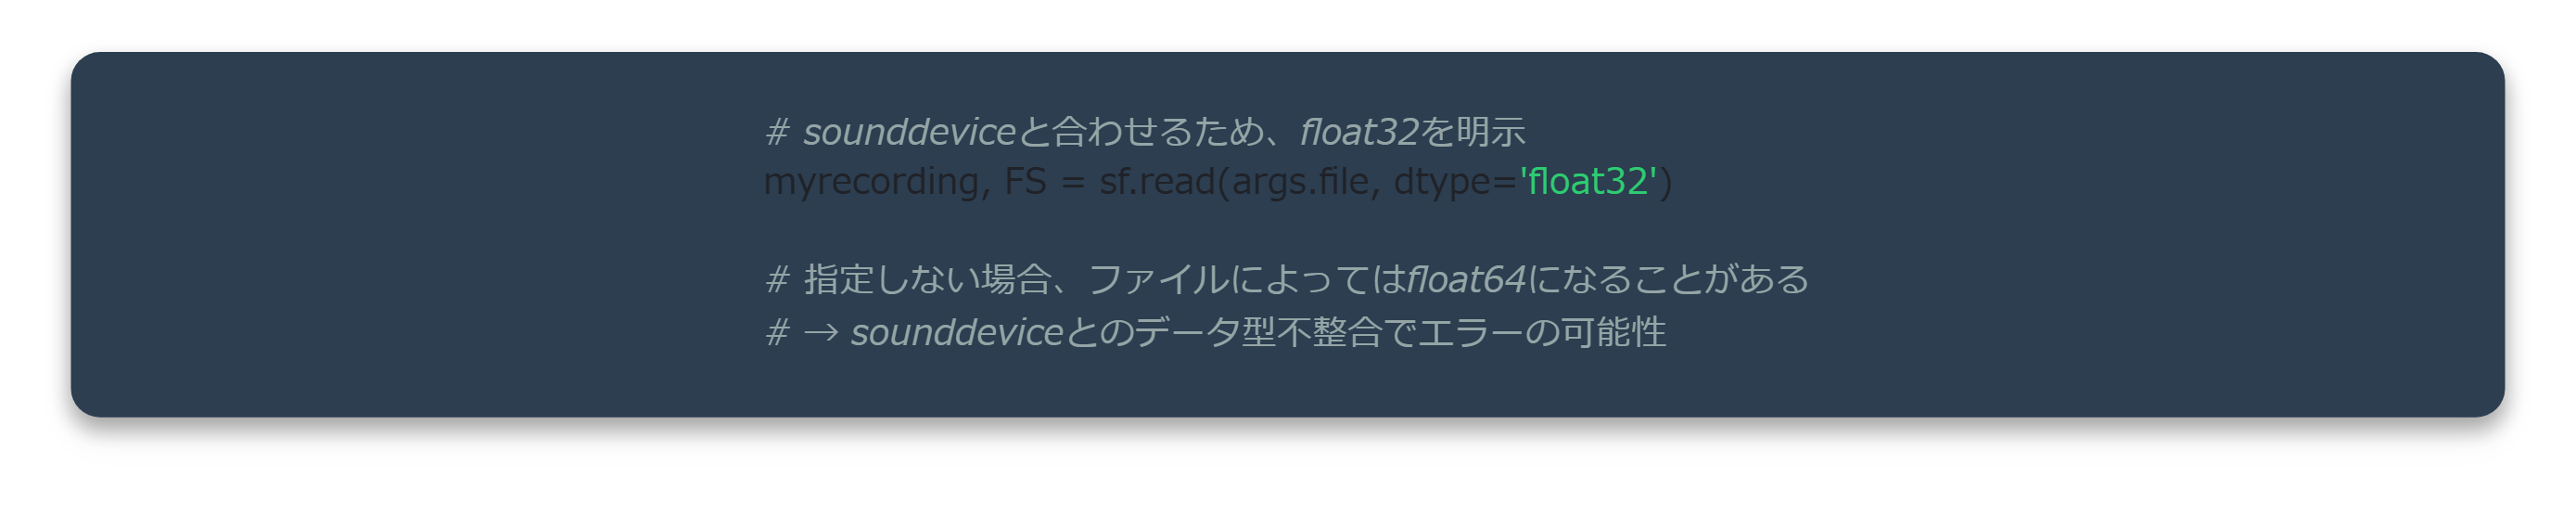 # sounddeviceと合わせるため、float32を明示
myrecording, FS = sf.read(args.file, dtype='float32')
# 指定しない場合、ファイルによってはfloat64になることがある
# → sounddeviceとのデータ型不整合でエラーの可能性